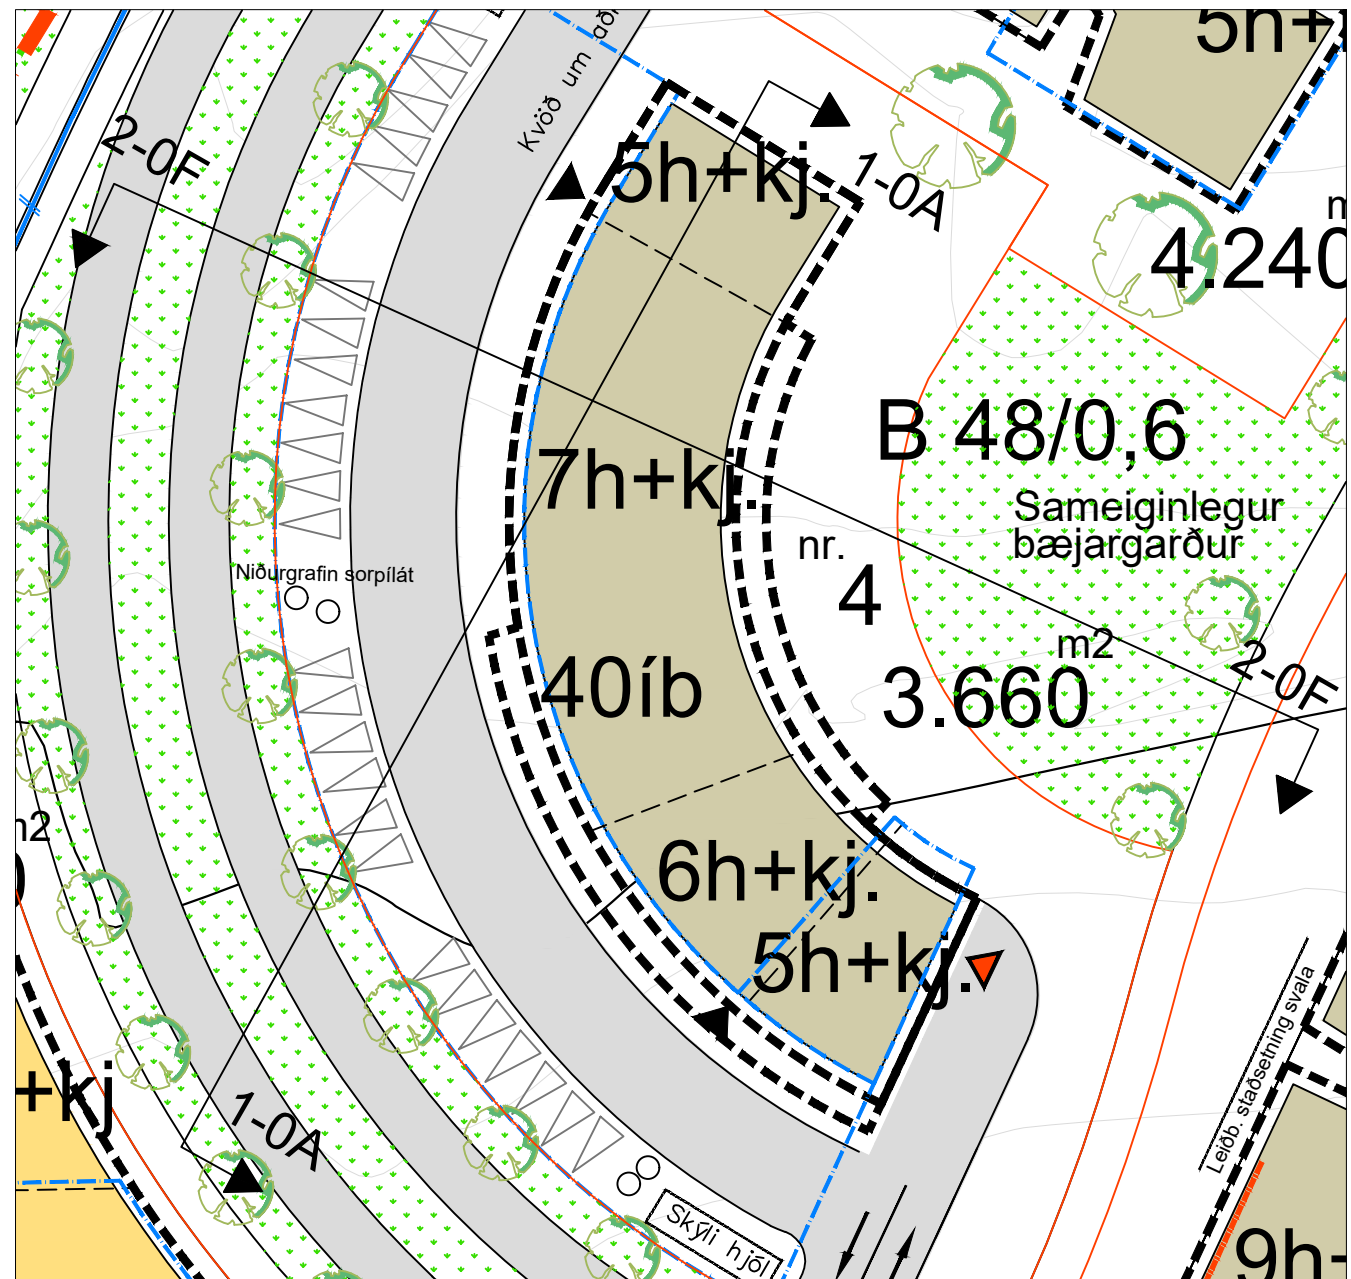 5h+
Kvöð um
2-0F
5h+kj.
1-0A
4.240
B 48/0,6
7h+kj.
Sameiginlegur
bæjargarður
nr.
4
Niðurgrafin sorpílát
m2
3.660
2-0F
40íb
m2
6h+kj.
5h+kj.
Leiðb. staðsetning svala
+kj
1-0A
Skýli hjól
9h+